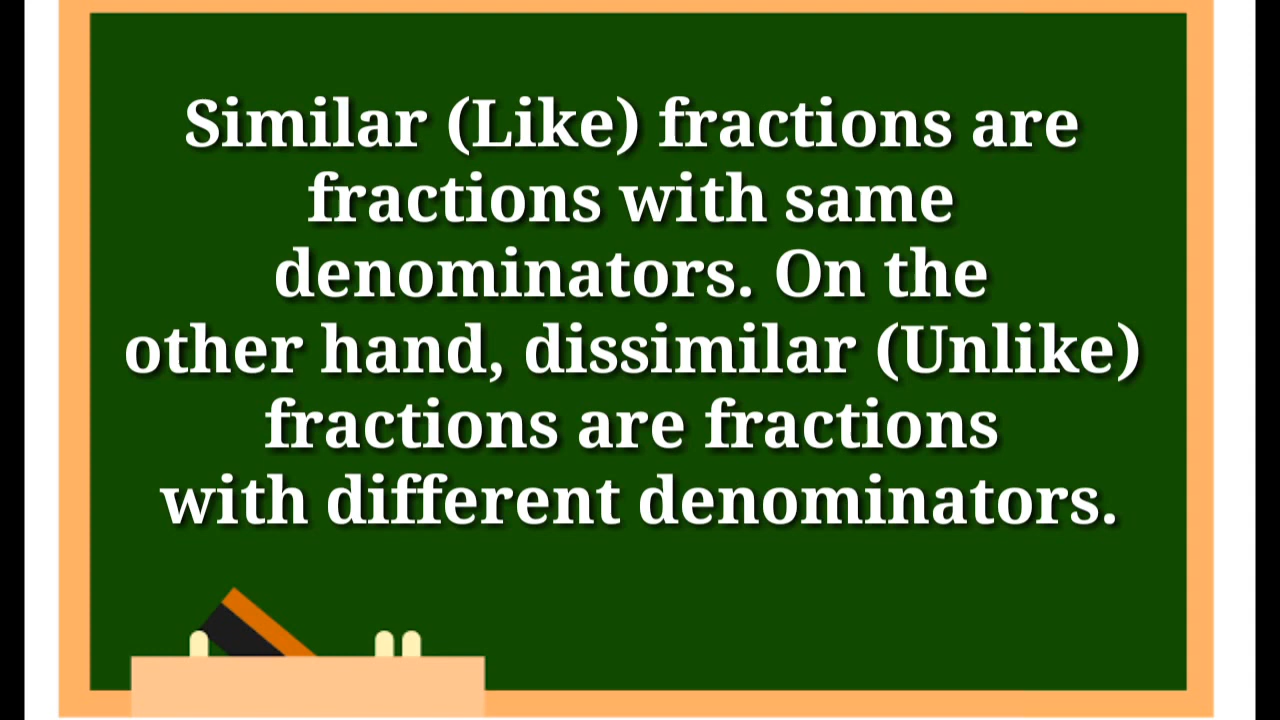 Similar (Like) fractions are
fractions with same
denominators. On the
other hand, dissimilar (Unlike)
fractions are fractions
with different denominators.